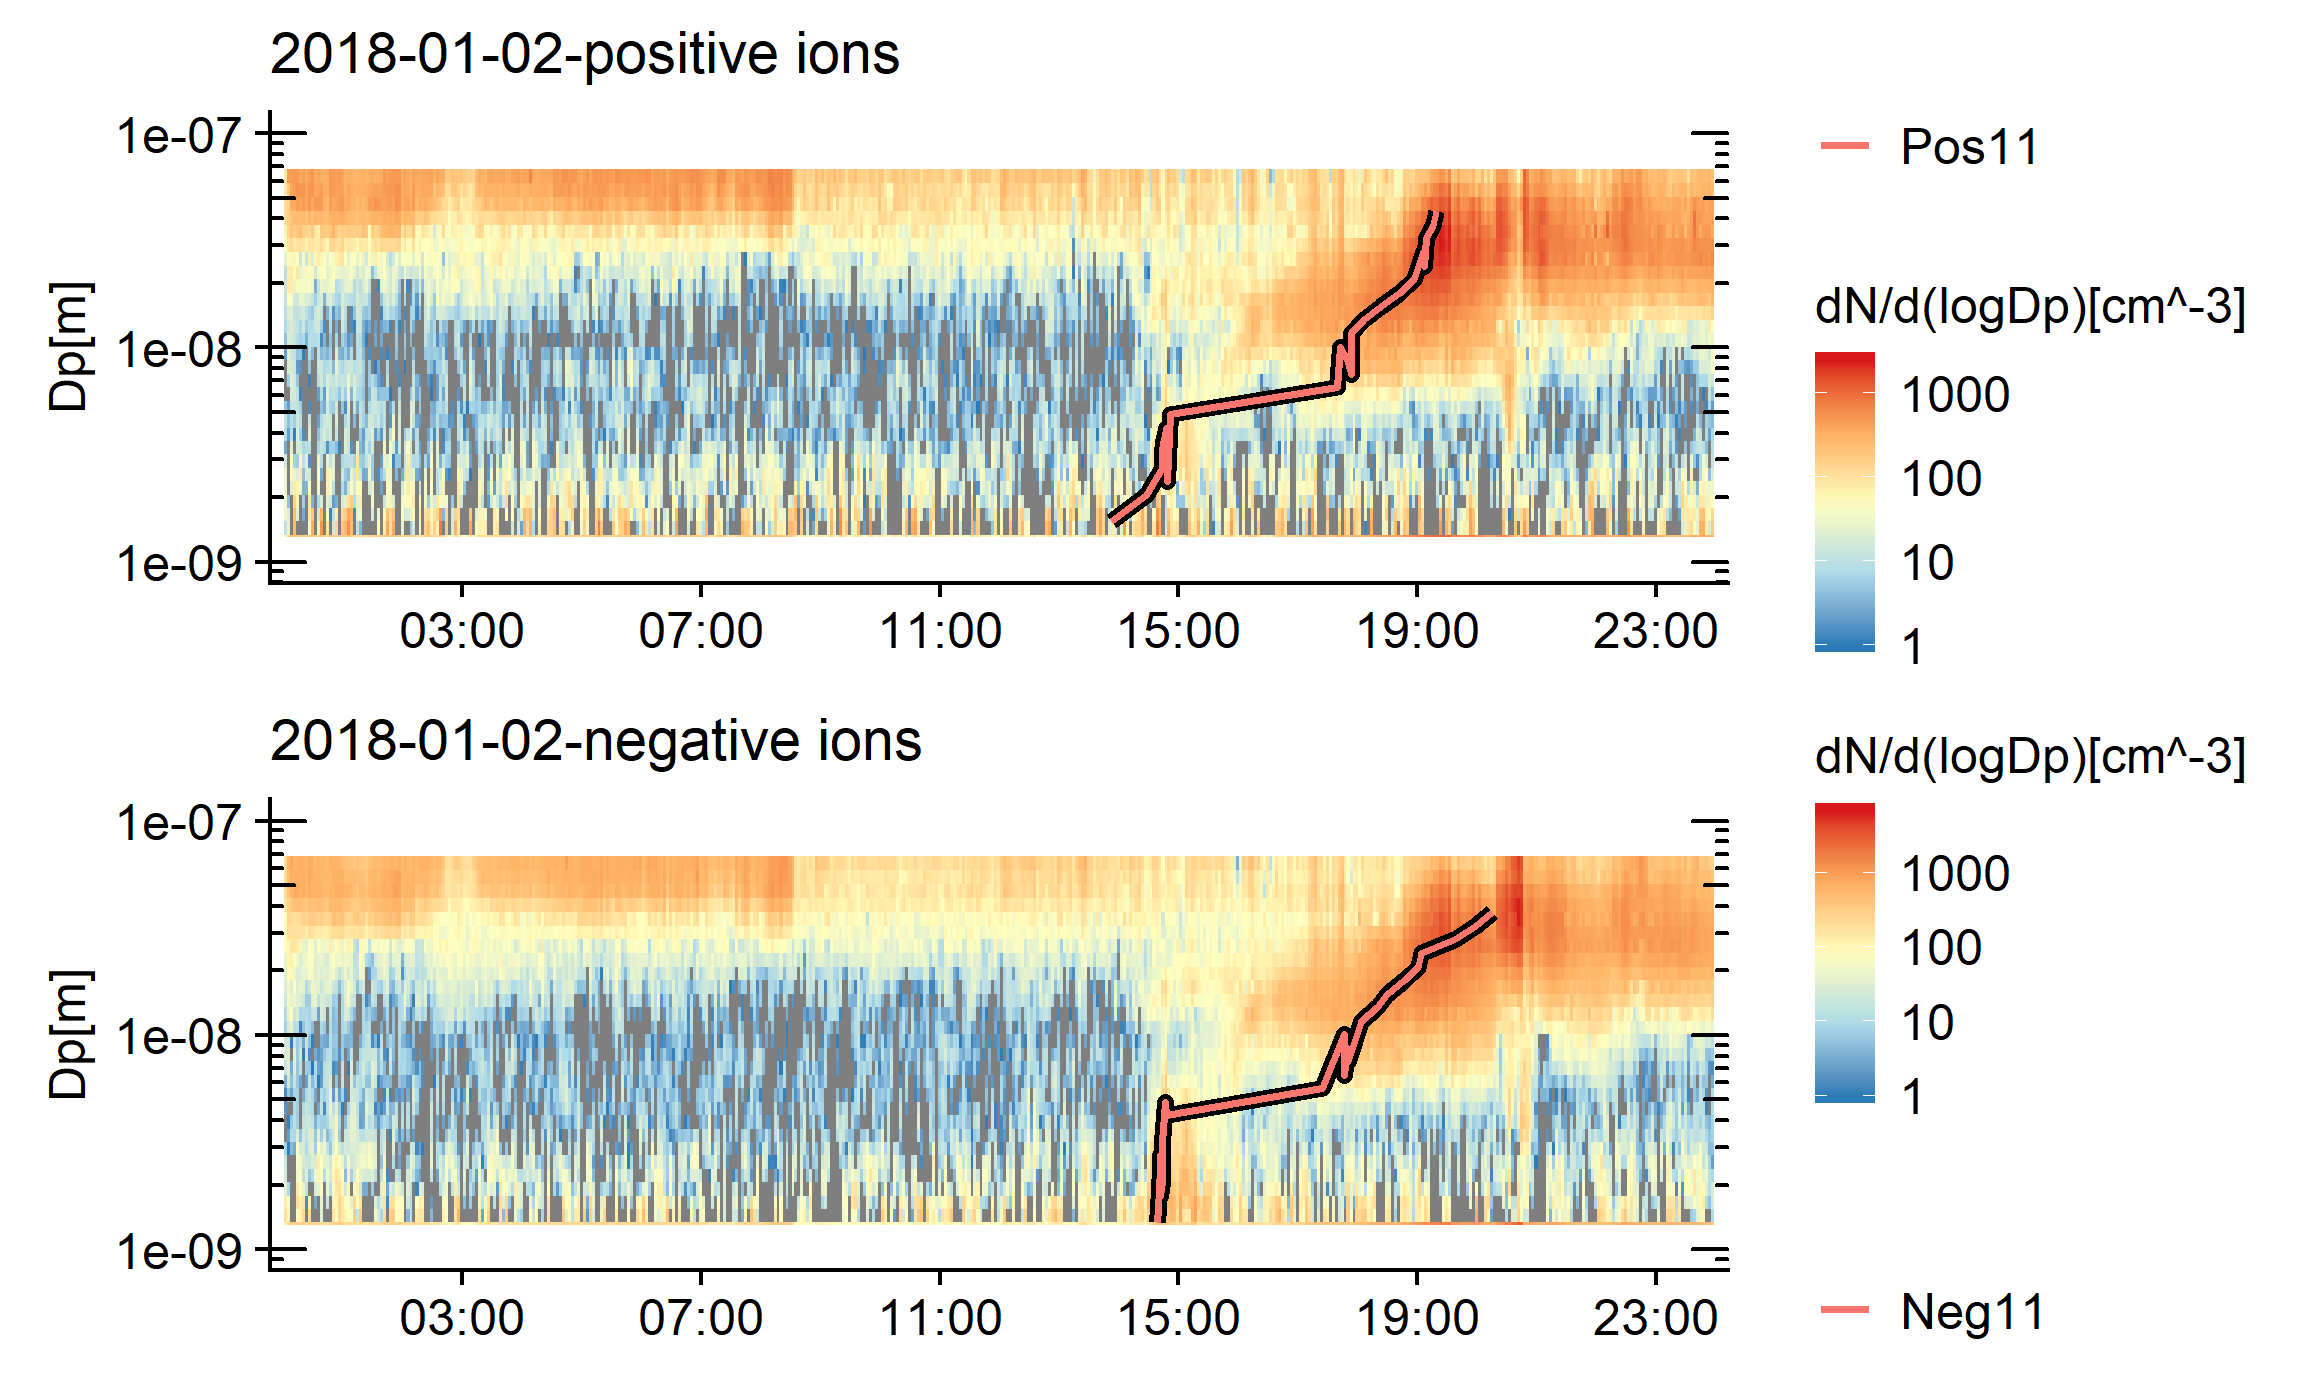 2018-01-02-positive ions
1e-07
1e-08
1e-09
Dp[m]
03:00 07:00 11:00 15:00 19:00 23:00
Pos11
dN/d(logDp)[cm^-3]
1000
100
10
1
2018-01-02-negative ions
1e-07
1e-08
1e-09
Dp[m]
03:00 07:00 11:00 15:00 19:00 23:00
dN/d(logDp)[cm^-3]
1000
100
10
1
Neg11